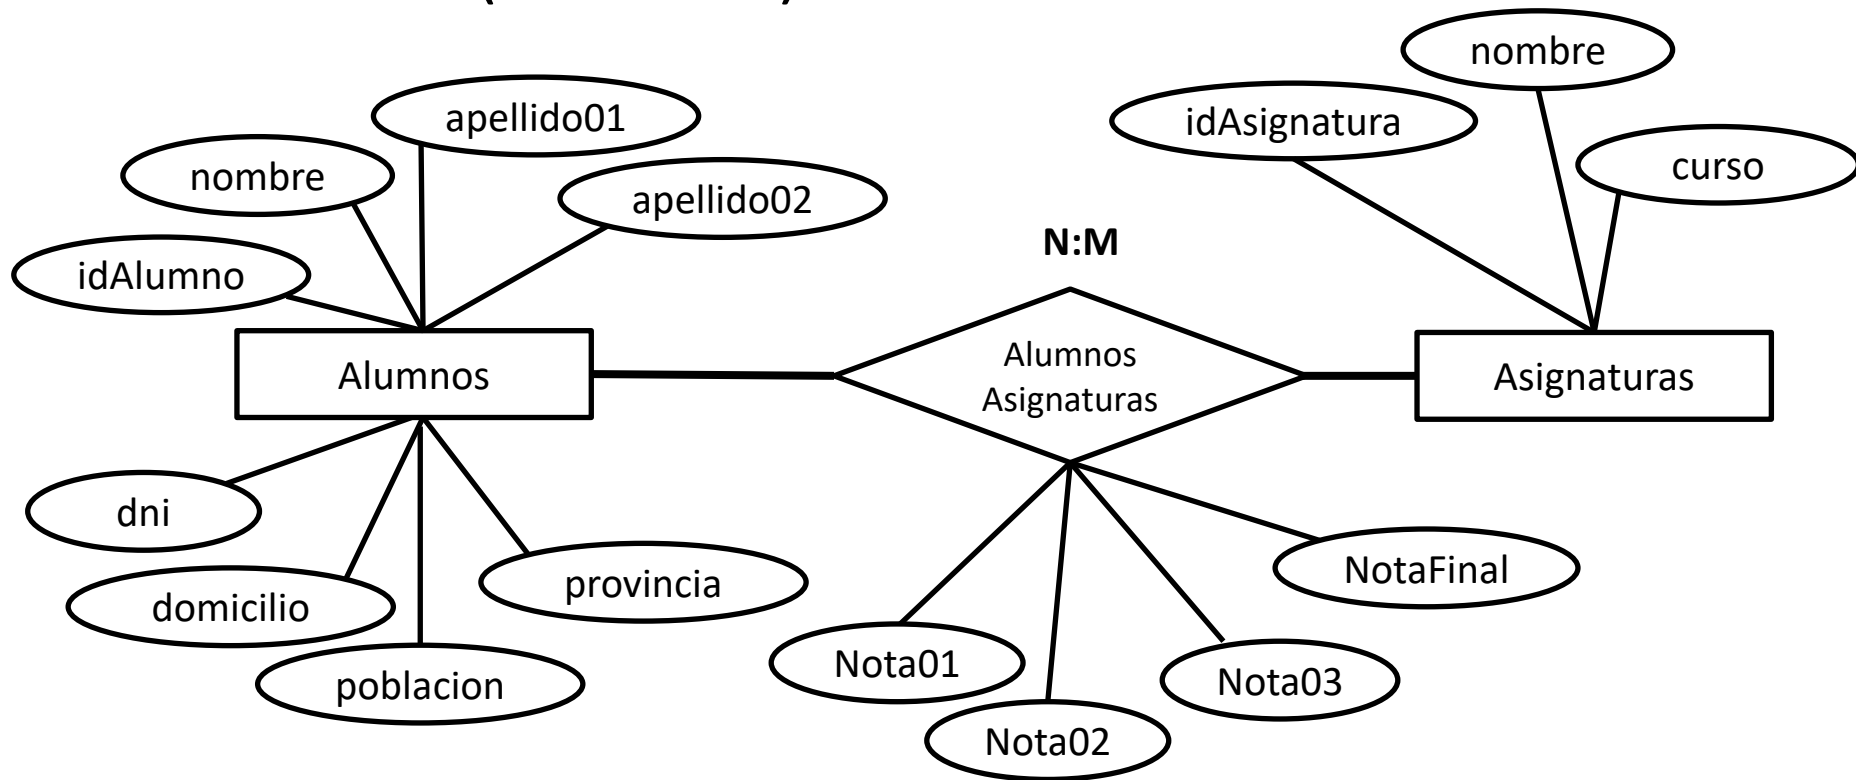 nombre
apellido01
idAsignatura
nombre
curso
apellido02
N:M
idAlumno
Alumnos
Alumnos
Asignaturas
Asignaturas
dni
domicilio
poblacion
provincia
NotaFinal
Nota01
Nota02
Nota03